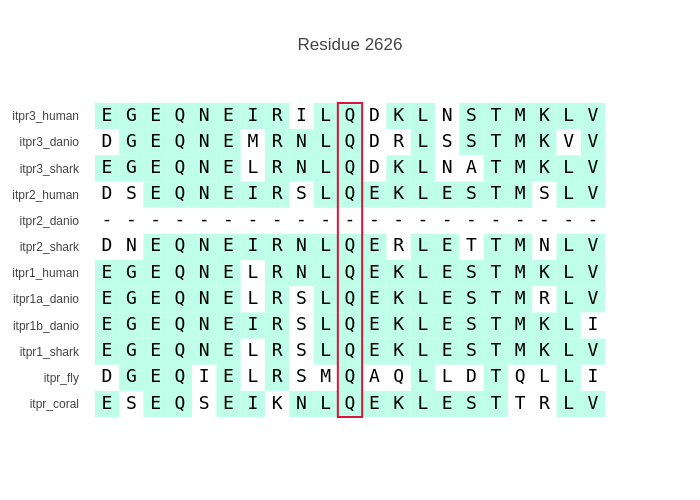 Residue 2626
itpr3_human E G E Q N E I R I L Q D K L N S T M K L V
itpr3_danio D G E Q N E M R N L Q D R L S S T M K V V
itpr3_shark E G E Q N E L R N L Q D K L N A T M K L V
itpr2_human D S E Q N E I R S L Q E K L E S T M S L V
itpr2_danio - - - - - - - - - - - - - - - - - - - - -
itpr2_shark D N E Q N E I R N L Q E R L E T T M N L V
itpr1_human E G E Q N E L R N L Q E K L E S T M K L V
itpr1a_danio E G E Q N E L R S L Q E K L E S T M R L V
itpr1b_danio E G E Q N E I R S L Q E K L E S T M K L I
itpr1_shark E G E Q N E L R S L Q E K L E S T M K L V
itpr_fly D G E Q I E L R S M Q A Q L L D T Q L L I
itpr_coral E S E Q S E I K N L Q E K L E S T T R L V